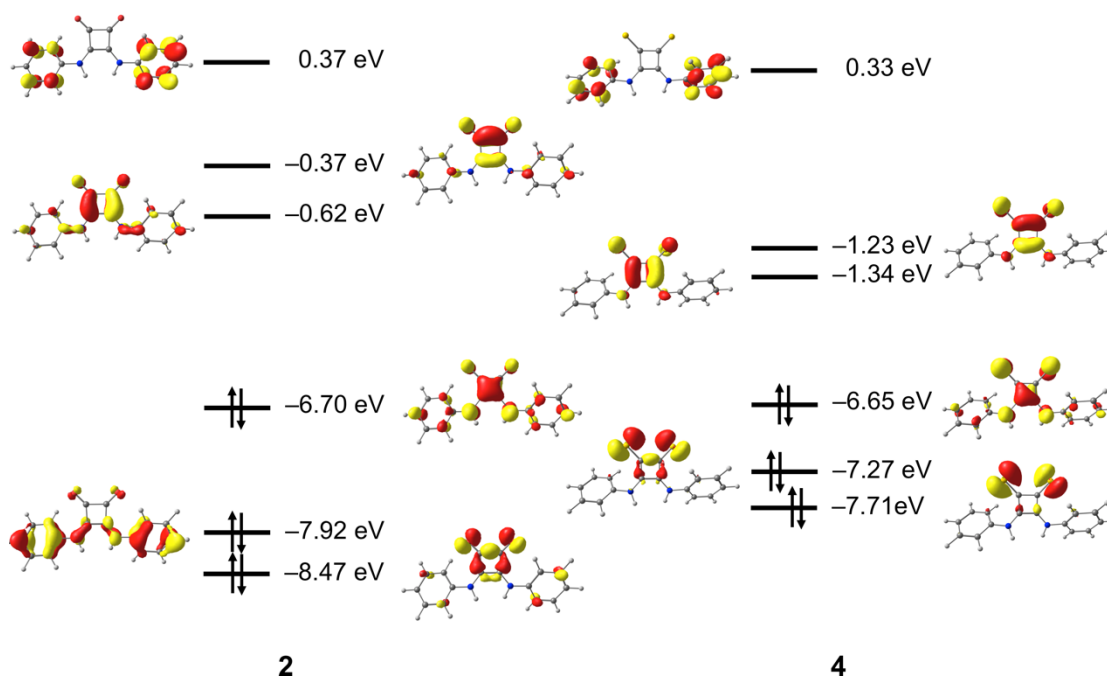 0.37 eV
–0.37 eV
–0.62 eV
–6.70 eV
–7.92 eV
–8.47 eV
2
0.33 eV
–1.23 eV
–1.34 eV
–6.65 eV
–7.27 eV
–7.71eV
4